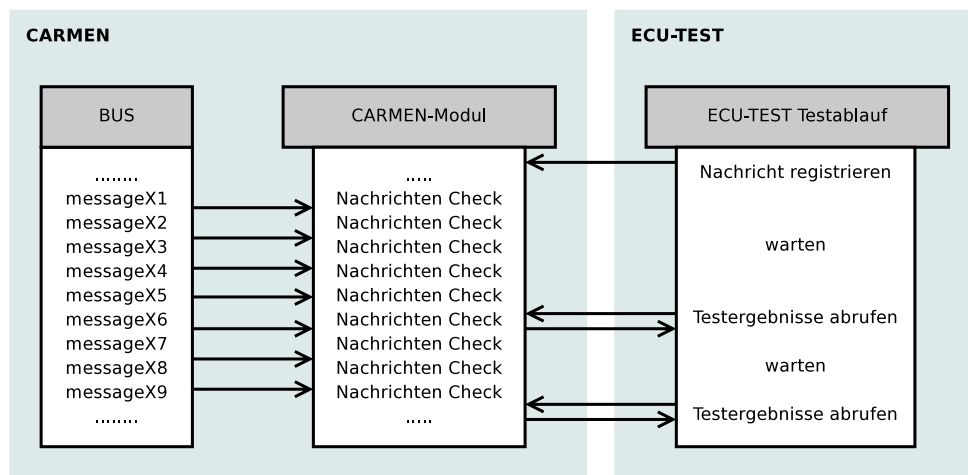 CARMEN
ECU-TEST
BUS
CARMEN-Modul
ECU-TEST Testablauf
........
messageX1
messageX2
messageX3
messageX4
messageX5
messageX6
messageX7
messageX8
messageX9
........
.....
Nachrichten Check
Nachrichten Check
Nachrichten Check
Nachrichten Check
Nachrichten Check
Nachrichten Check
Nachrichten Check
Nachrichten Check
Nachrichten Check
.....
Nachricht registrieren
warten
Testergebnisse abrufen
warten
Testergebnisse abrufen